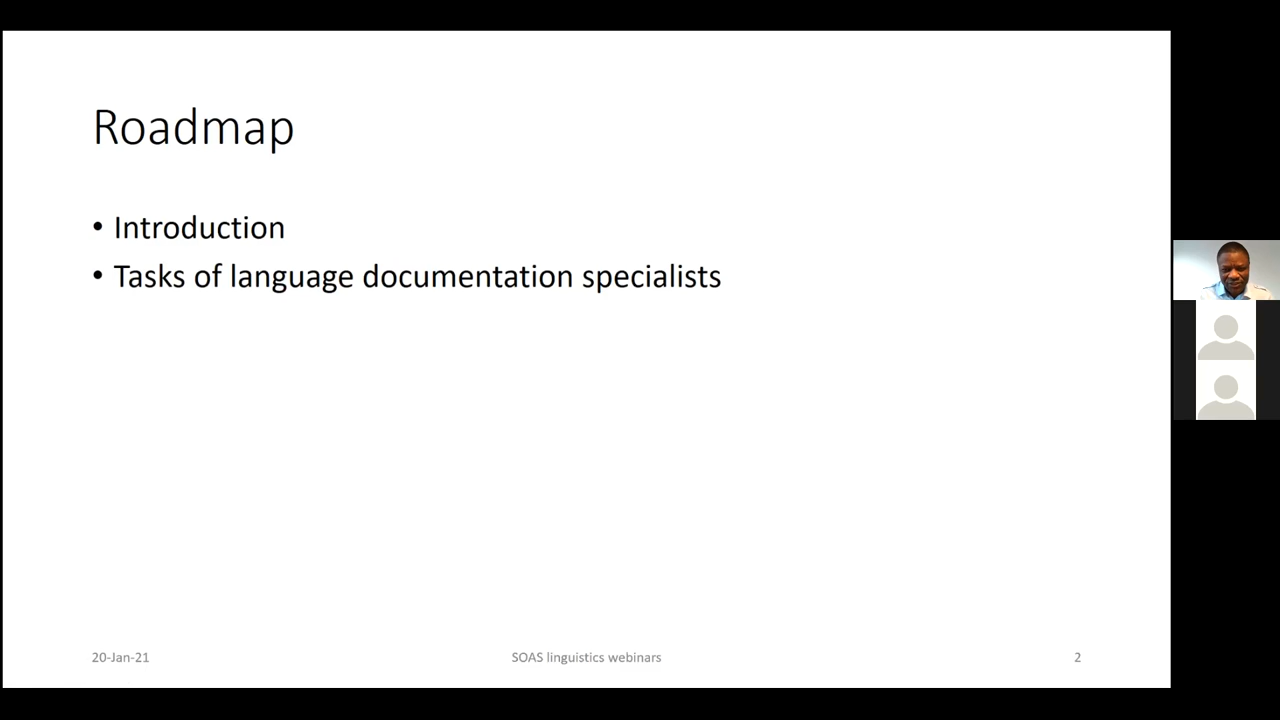 Roadmap
• Introduction
• Tasks of language documentation specialists
20-Jan-21
SOAS linguistics webinars
2